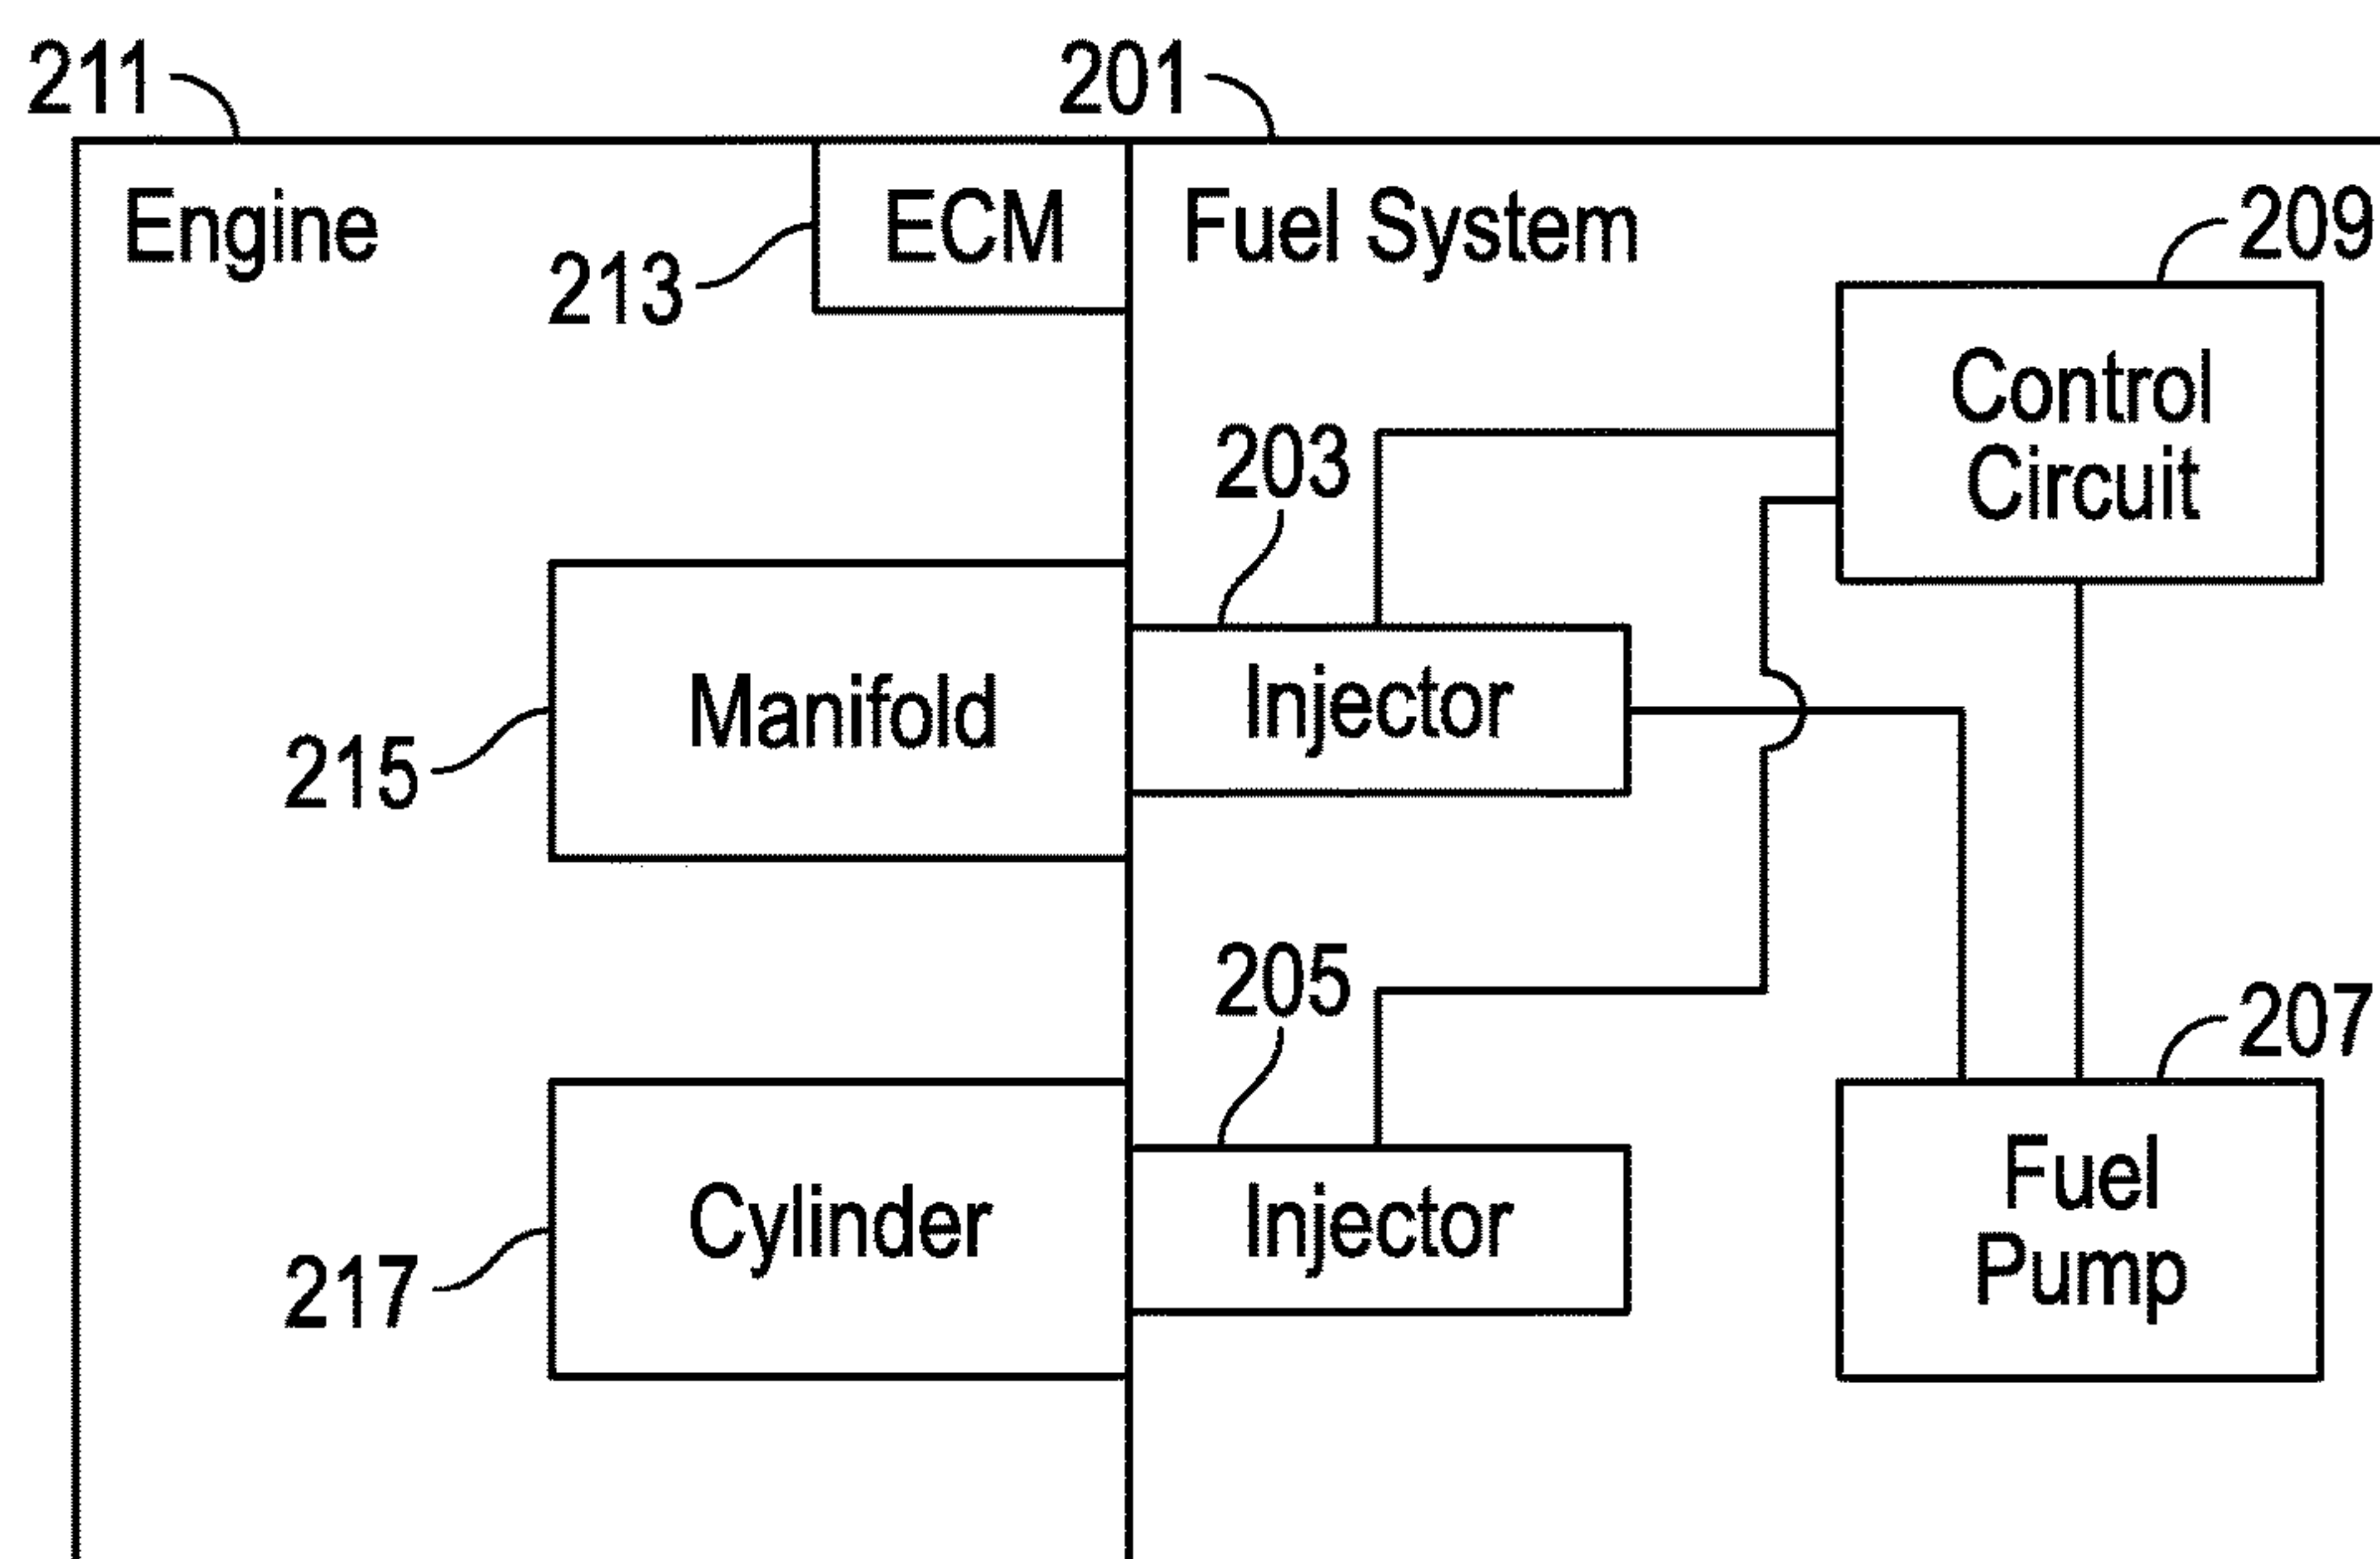 211
201
Engine
ECM
Fuel System
209
213
Control
Circuit
203
Manifold
Injector
215
205
207
Cylinder
Injector
Fuel
Pump
217